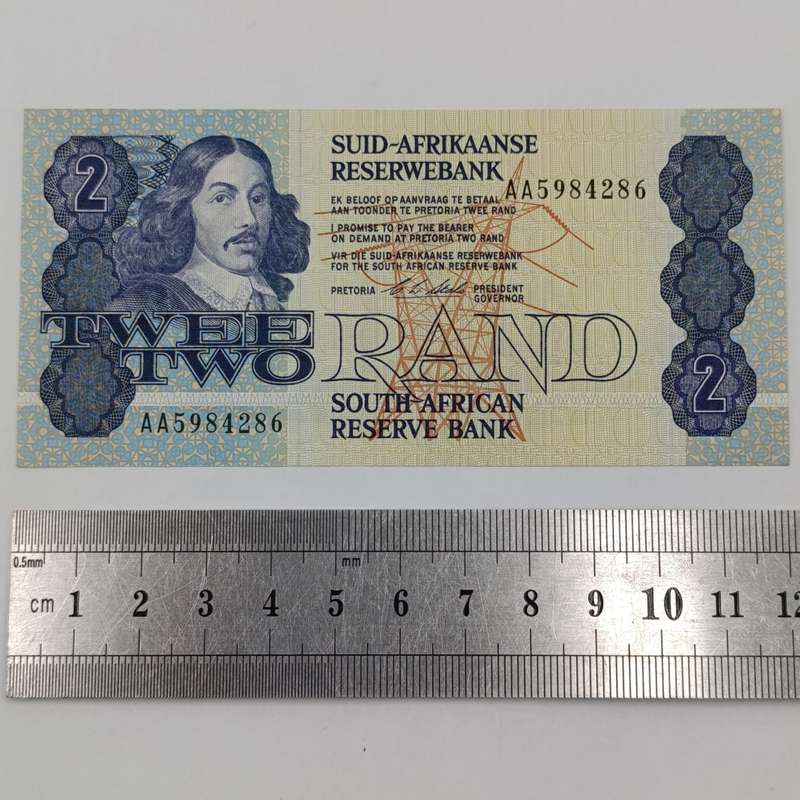 2
SUID-AFRIKAANSE
RESERWEBANK
AA5984286
EK BELOOF OP AANVRAAG TE BETAAL
AAN TOONDER TE PRETORIA TWEE RAND
I PROMISE TO PAY THE BEARER
ON DEMAND AT PRETORIA TWO RAND
VIR DIE SUID-AFRIKAANSE RESERWEBANK
FOR THE SOUTH AFRICAN RESERVE BANK
PRETORIA PRESIDENT
GOVERNOR
TWEE
TWO RAND
2
SOUTH AFRICAN
RESERVE BANK
AA5984286
0.5mm mm
cm 1 2 3 4 5 6 7 8 9 10 11 12